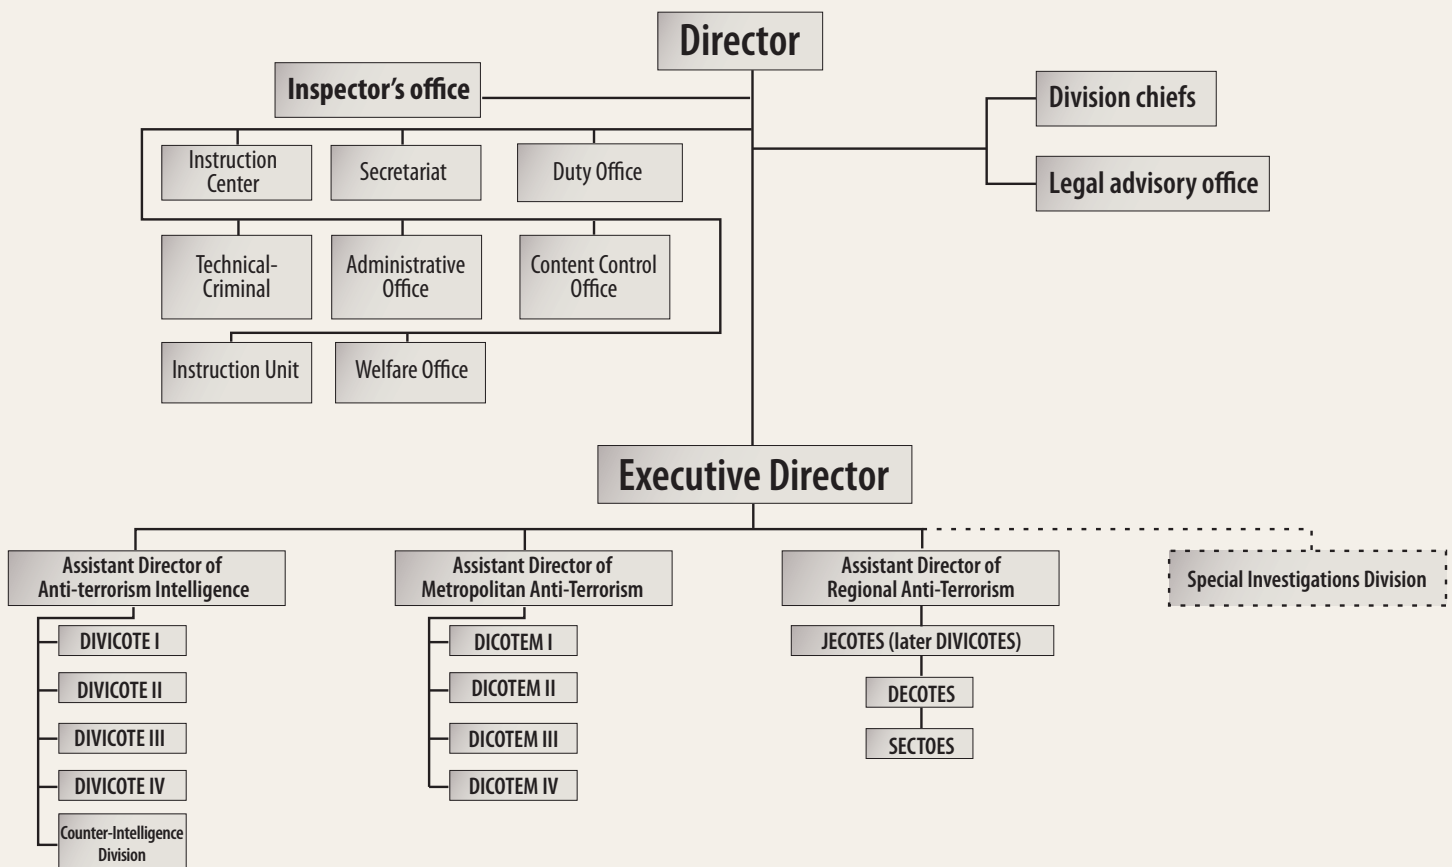 Director
Inspector's office
Division chiefs
Legal advisory office
Instruction
Center
Secretariat
Duty Office
Technical-
Criminal
Administrative
Office
Content Control
Office
Instruction Unit
Welfare Office
Executive Director
Assistant Director of
Anti-terrorism Intelligence
DIVICOTE I
DIVICOTE II
DIVICOTE III
DIVICOTE IV
Counter-Intelligence
Division
Assistant Director of
Metropolitan Anti-Terrorism
DICOTEM I
DICOTEM II
DICOTEM III
DICOTEM IV
Assistant Director of
Regional Anti-Terrorism
JECOTES (later DIVICOTES)
DECOTES
SECTOES
Special Investigations Division